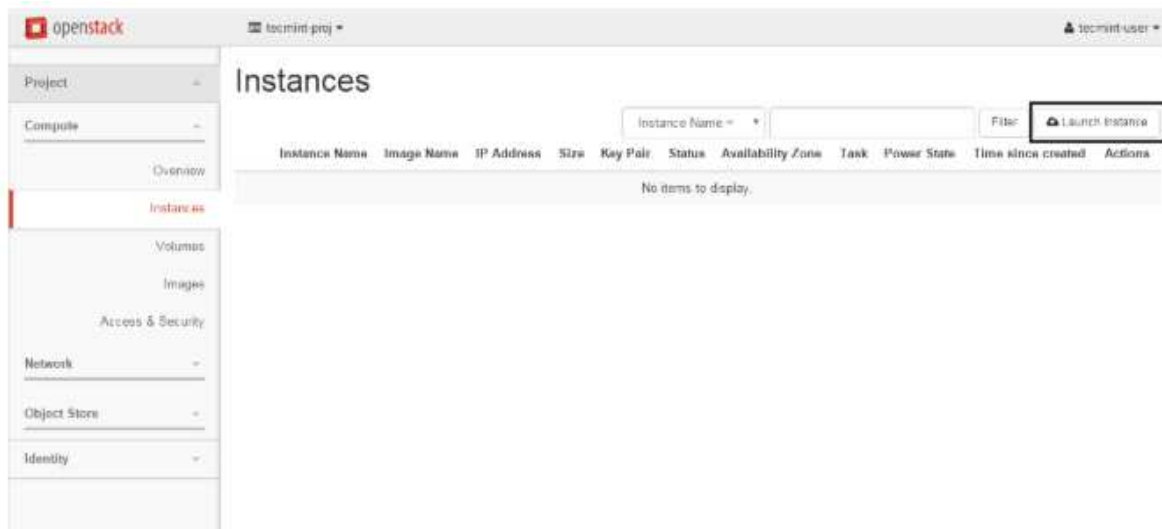 openstack
tecmint-proj
tecmint-user
Project
Compute
Overview
Instances
Volumes
Images
Access & Security
Network
Object Store
Identity
Instances
Instance Name =
Filter
Launch Instance
Instance Name Image Name IP Address Size Key Pair Status Availability Zone Task Power State Time since created Actions
No items to display.